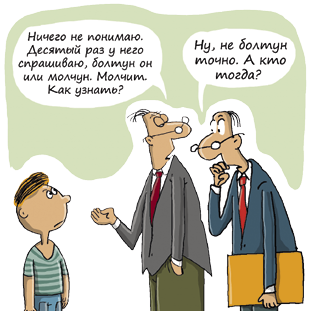 Ничего не понимаю.
Десятый раз у него
спрашиваю, болтун он
или молчун. Молчит.
Как узнать?
Ну, не болтун
точно. А кто
тогда?